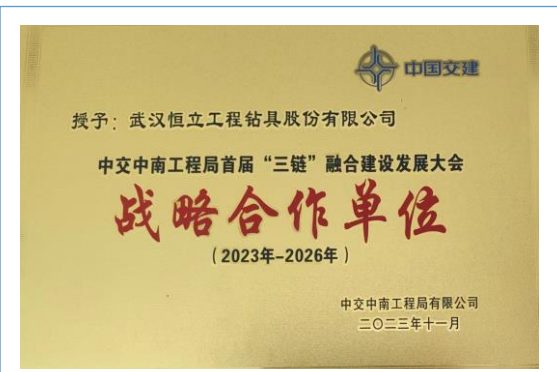 中国交建
授予：武汉恒立工程钻具股份有限公司
中交中南工程局首届“三链”融合建设发展大会
战略合作单位
（2023年-2026年）
中交中南工程局有限公司
二〇二三年十一月